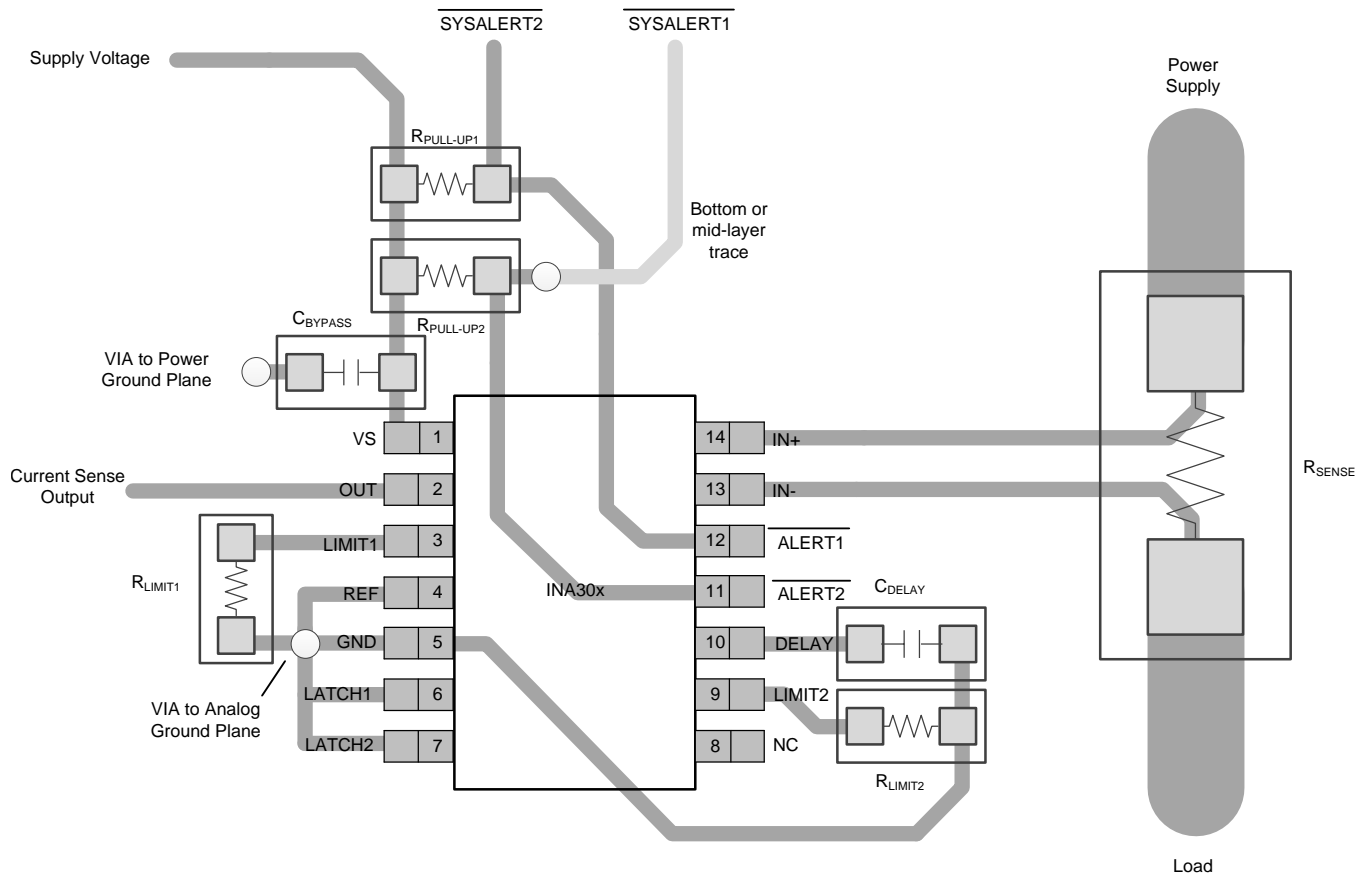 SYSALERT2
SYSALERT1
Supply Voltage
Power
Supply
RPULL-UP1
Bottom or
mid-layer
trace
RPULL-UP2
CBYPASS
VIA to Power
Ground Plane
VS
1
14
IN+
RSENSE
Current Sense
Output
OUT
2
13
IN-
LIMIT1
3
12
ALERT1
RLIMIT1
REF
4
INA30x
11
ALERT2
CDELAY
GND
5
10
DELAY
VIA to Analog
Ground Plane
LATCH1
6
9
LIMIT2
LATCH2
7
8
NC
RLIMIT2
Load